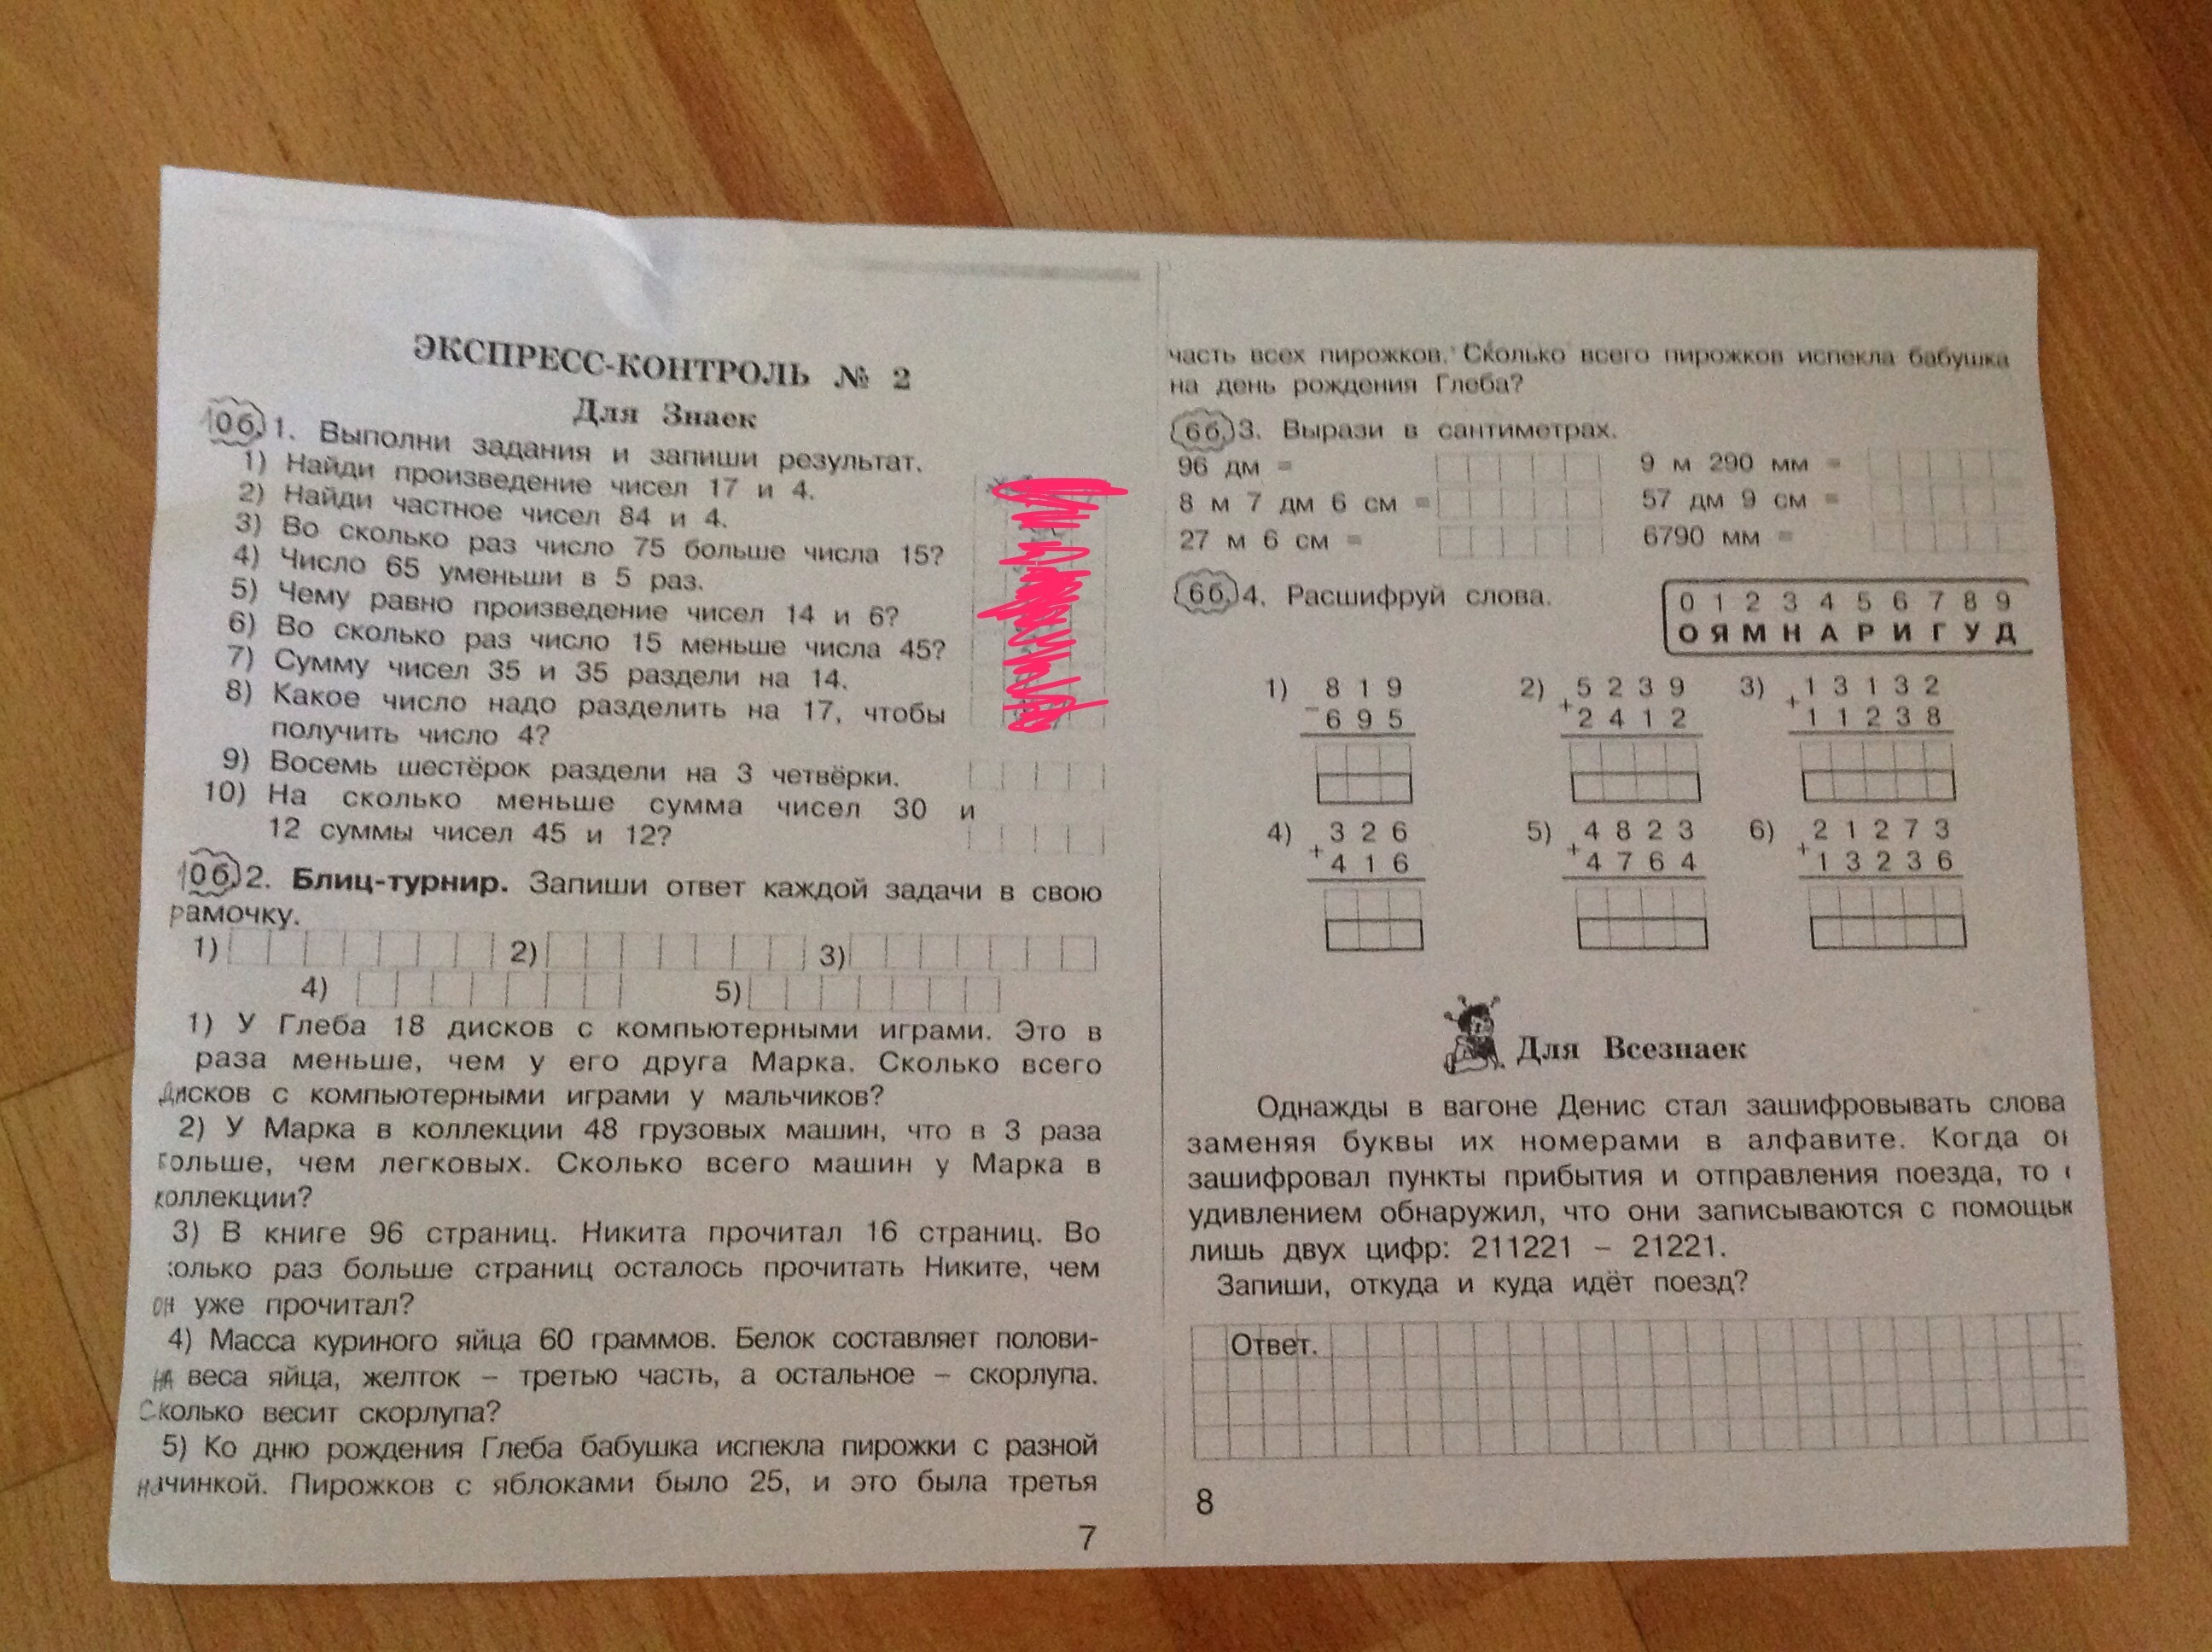 ЭКСПРЕСС-КОНТРОЛЬ № 2
Для Знаек
10 б. 1. Выполни задания и запиши результат.
1) Найди произведение чисел 17 и 4.
2) Найди частное чисел 84 и 4.
3) Во сколько раз число 75 больше числа 15?
4) Число 65 уменьши в 5 раз.
5) Чему равно произведение чисел 14 и 6?
6) Во сколько раз число 15 меньше числа 45?
7) Сумму чисел 35 и 35 раздели на 14.
8) Какое число надо разделить на 17, чтобы
получить число 4?
9) Восемь шестёрок раздели на 3 четвёрки.
10) На сколько меньше сумма чисел 30 и
12 суммы чисел 45 и 12?
10 б. 2. Блиц-турнир. Запиши ответ каждой задачи в свою
рамочку.
1) 2) 3)
4) 5)
1) У Глеба 18 дисков с компьютерными играми. Это в
раза меньше, чем у его друга Марка. Сколько всего
дисков с компьютерными играми у мальчиков?
2) У Марка в коллекции 48 грузовых машин, что в 3 раза
больше, чем легковых. Сколько всего машин у Марка в
коллекции?
3) В книге 96 страниц. Никита прочитал 16 страниц. Во
колько раз больше страниц осталось прочитать Никите, чем
он уже прочитал?
4) Масса куриного яйца 60 граммов. Белок составляет полови-
на веса яйца, желток – третью часть, а остальное – скорлупа.
Сколько весит скорлупа?
5) Ко дню рождения Глеба бабушка испекла пирожки с разной
начинкой. Пирожков с яблоками было 25, и это была третья
7
часть всех пирожков. Сколько всего пирожков испекла бабушка
на день рождения Глеба?
6 б. 3. Вырази в сантиметрах.
96 дм = 9 м 290 мм =
8 м 7 дм 6 см = 57 дм 9 см =
27 м 6 см = 6790 мм =
6 б. 4. Расшифруй слова.
0 1 2 3 4 5 6 7 8 9
О Я М Н А Р И Г У Д
1) 8 1 9 2) 5 2 3 9 3) 1 3 1 3 2
− 6 9 5 + 2 4 1 2 + 1 1 2 3 8
4) 3 2 6 5) 4 8 2 3 6) 2 1 2 7 3
+ 4 1 6 + 4 7 6 4 + 1 3 2 3 6
Для Всезнаек
Однажды в вагоне Денис стал зашифровывать слова
заменяя буквы их номерами в алфавите. Когда
зашифровал пункты прибытия и отправления поезда, то
удивлением обнаружил, что они записываются с помощью
лишь двух цифр: 211221 – 21221.
Запиши, откуда и куда идёт поезд?
Ответ.
8